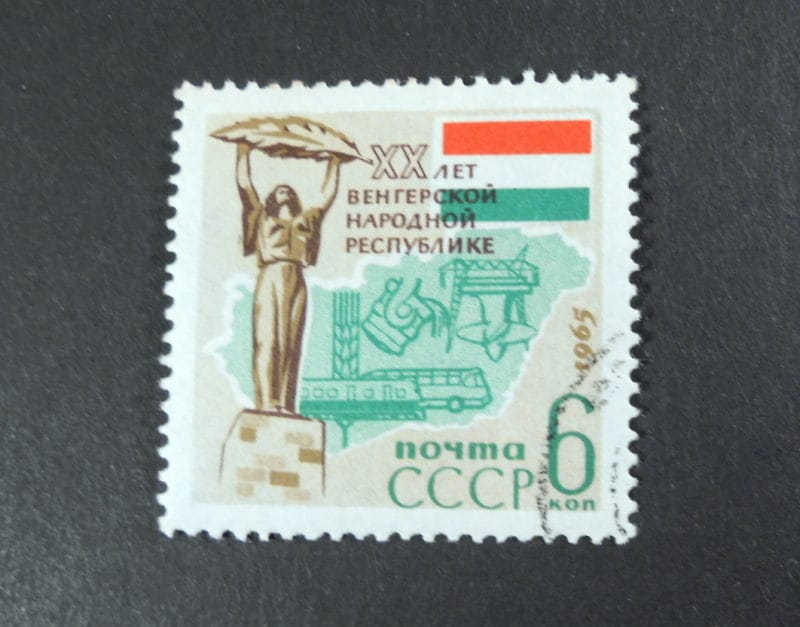 XX ЛЕТ
ВЕНГЕРСКОЙ
НАРОДНОЙ
РЕСПУБЛИКЕ
1965
почта
СССР
6
коп